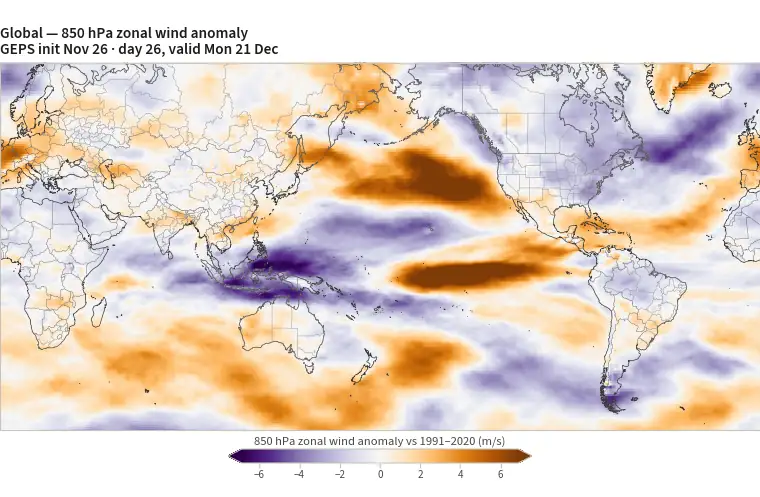 Global — 850 hPa zonal wind anomaly
GEPS init Nov 26 · day 26, valid Mon 21 Dec
850 hPa zonal wind anomaly vs 1991–2020 (m/s)
−6 −4 −2 0 2 4 6